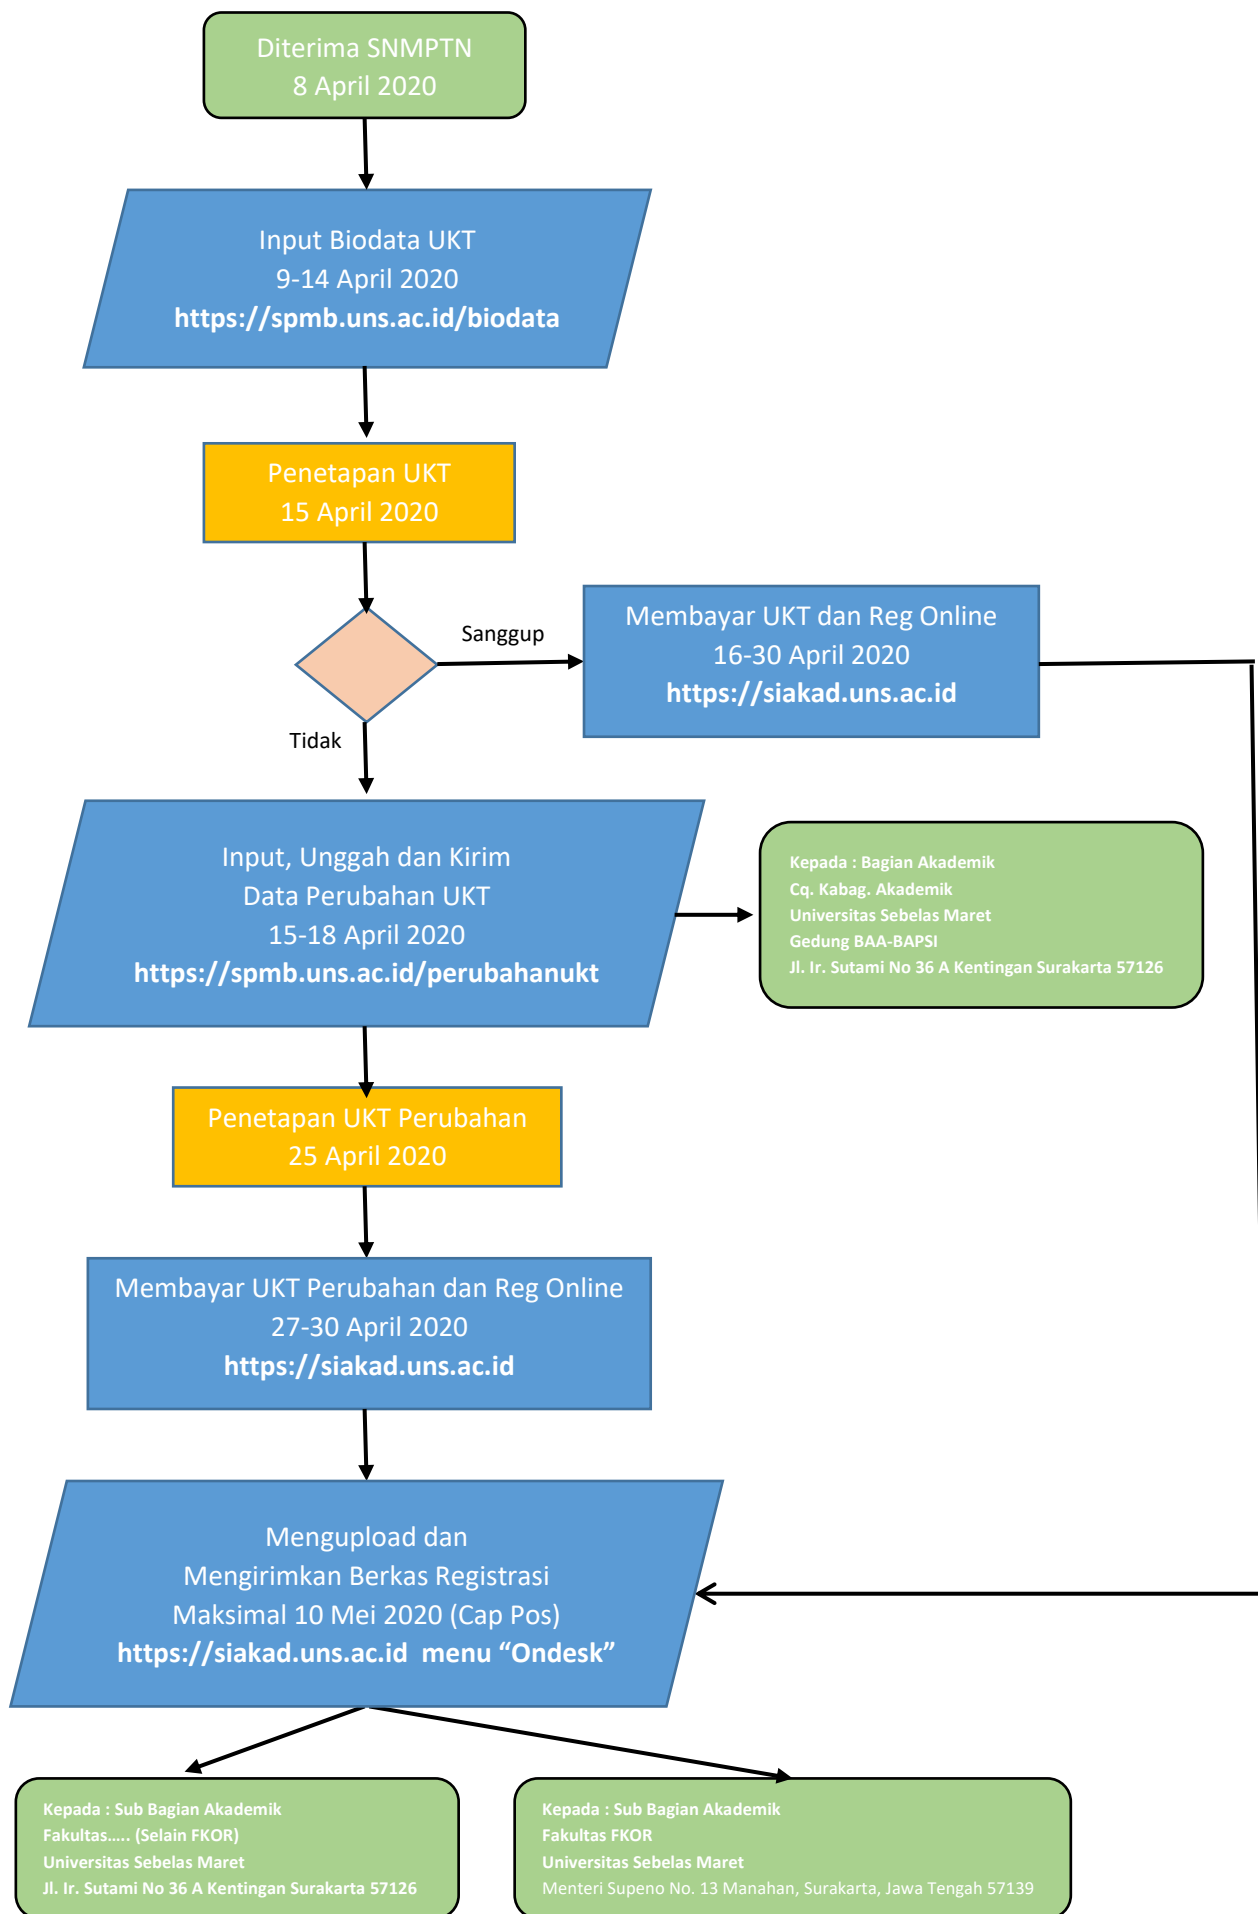 Diterima SNMPTN
8 April 2020
Input Biodata UKT
9-14 April 2020
https://spmb.uns.ac.id/biodata
Penetapan UKT
15 April 2020
Sanggup
Membayar UKT dan Reg Online
16-30 April 2020
https://siakad.uns.ac.id
Tidak
Input, Unggah dan Kirim
Data Perubahan UKT
15-18 April 2020
https://spmb.uns.ac.id/perubahanukt
Kepada : Bagian Akademik
Cq. Kabag. Akademik
Universitas Sebelas Maret
Gedung BAA-BAPSI
Jl. Ir. Sutami No 36 A Kentingan Surakarta 57126
Penetapan UKT Perubahan
25 April 2020
Membayar UKT Perubahan dan Reg Online
27-30 April 2020
https://siakad.uns.ac.id
Mengupload dan
Mengirimkan Berkas Registrasi
Maksimal 10 Mei 2020 (Cap Pos)
https://siakad.uns.ac.id  menu “Ondesk”
Kepada : Sub Bagian Akademik
Fakultas….. (Selain FKOR)
Universitas Sebelas Maret
Jl. Ir. Sutami No 36 A Kentingan Surakarta 57126
Kepada : Sub Bagian Akademik
Fakultas FKOR
Universitas Sebelas Maret
Menteri Supeno No. 13 Manahan, Surakarta, Jawa Tengah 57139